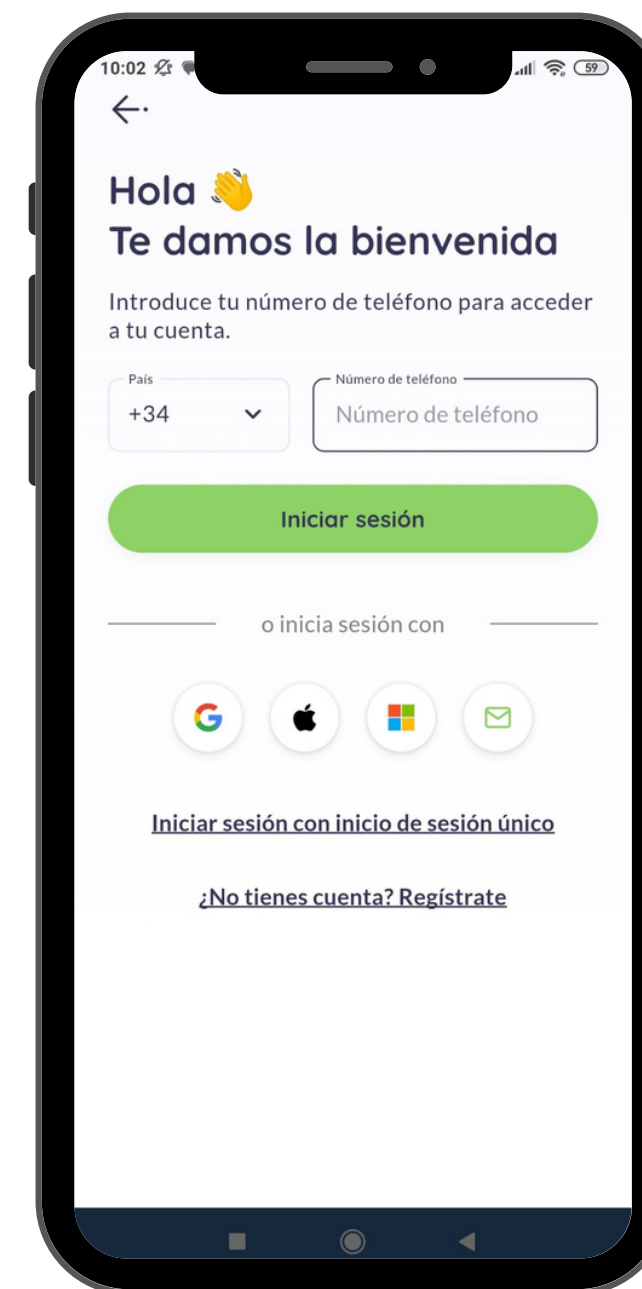 10:02
59
Hola 👋
Te damos la bienvenida
Introduce tu número de teléfono para acceder
a tu cuenta.
País
+34
Número de teléfono
Número de teléfono
Iniciar sesión
o inicia sesión con
Iniciar sesión con inicio de sesión único
¿No tienes cuenta? Regístrate